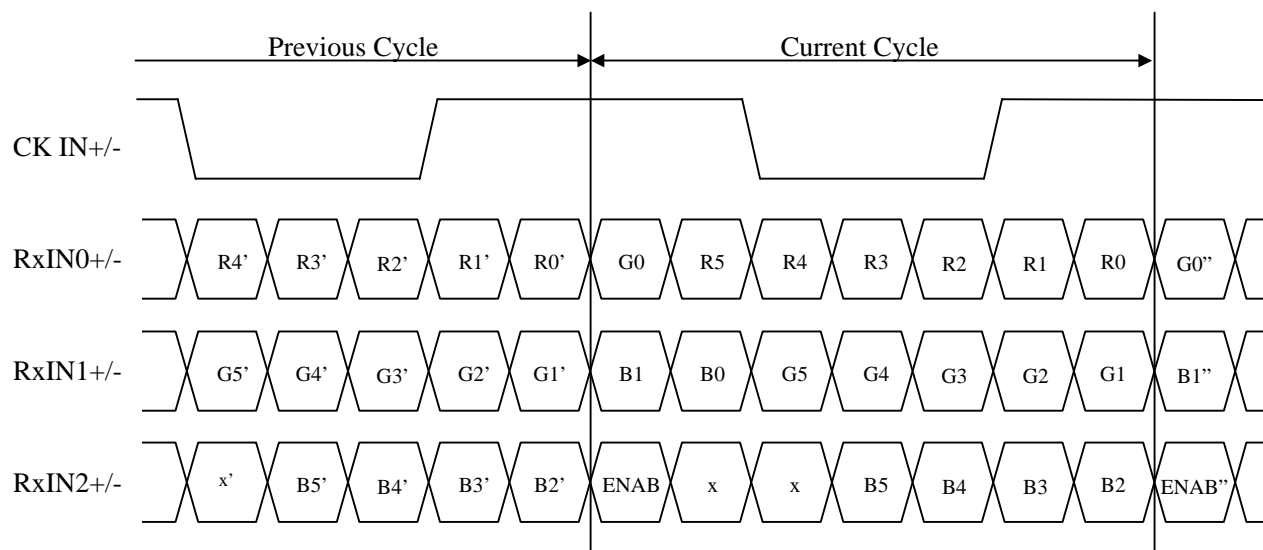 Previous Cycle Current Cycle
CK IN+/-
RxIN0+/- R4’ R3’ R2’ R1’ R0’ G0 R5 R4 R3 R2 R1 R0 G0”
RxIN1+/- G5’ G4’ G3’ G2’ G1’ B1 B0 G5 G4 G3 G2 G1 B1”
RxIN2+/- x’ B5’ B4’ B3’ B2’ ENAB x x B5 B4 B3 B2 ENAB”